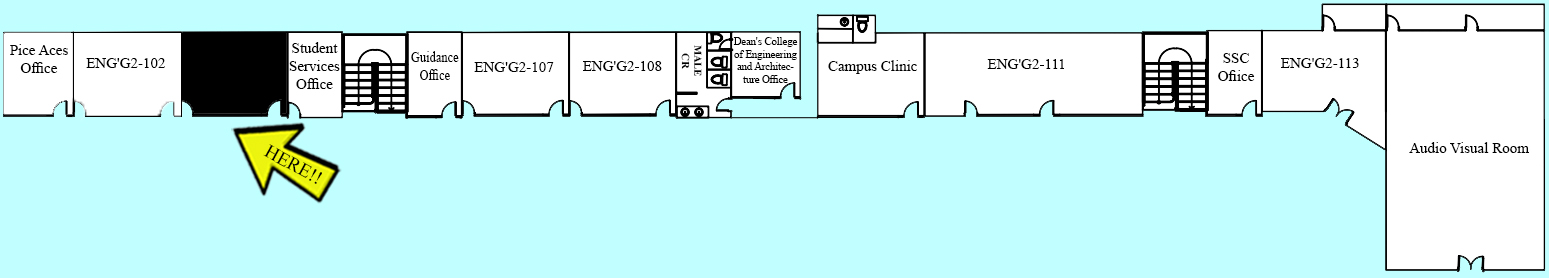 Pice Aces
Office
ENG'G2-102
Student
Services
Office
Guidance
Office
ENG'G2-107
ENG'G2-108
MALE
CR
Dean's College
of Engineering
and Architec-
ture Office
Campus Clinic
ENG'G2-111
SSC
Ofiice
ENG'G2-113
Audio Visual Room
HERE!!